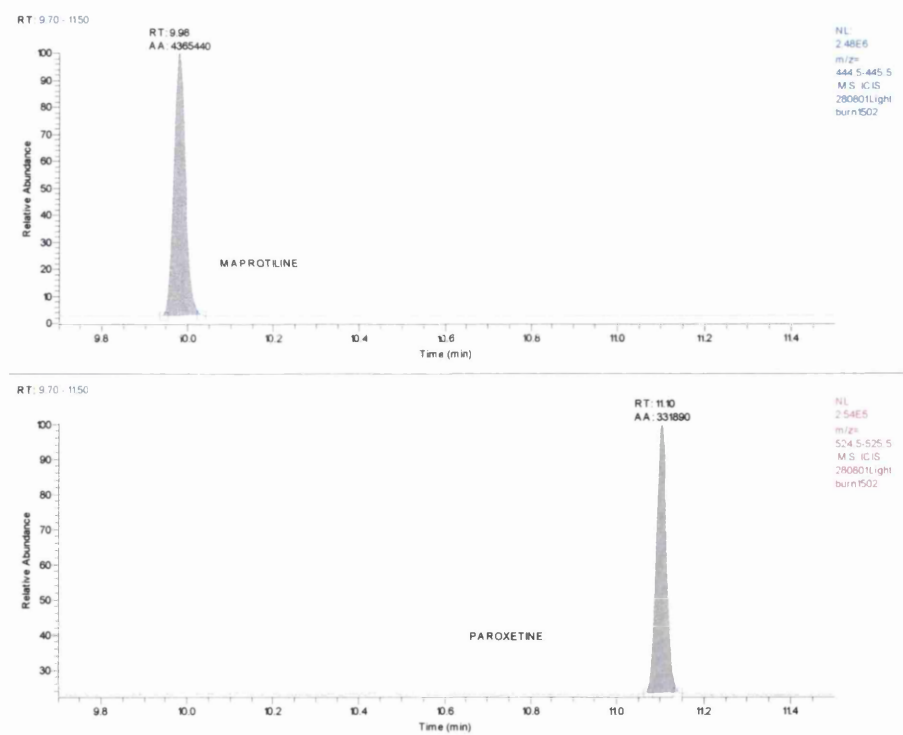 RT: 9.70 - 11.50
RT: 9.98
AA: 4365440
NL:
2.48E6
m/z=
444.5-445.5
M.S. ICIS
280801Light
burn1502
100
90
80
70
60
50
40
30
20
10
0
Relative Abundance
MAPROTILINE
9.8 10.0 10.2 10.4 10.6 10.8 11.0 11.2 11.4
Time (min)
RT: 9.70 - 11.50
RT: 11.10
AA: 331890
NL:
2.54E5
m/z=
524.5-525.5
M.S. ICIS
280801Light
burn1502
100
90
80
70
60
50
40
30
Relative Abundance
PAROXETINE
9.8 10.0 10.2 10.4 10.6 10.8 11.0 11.2 11.4
Time (min)